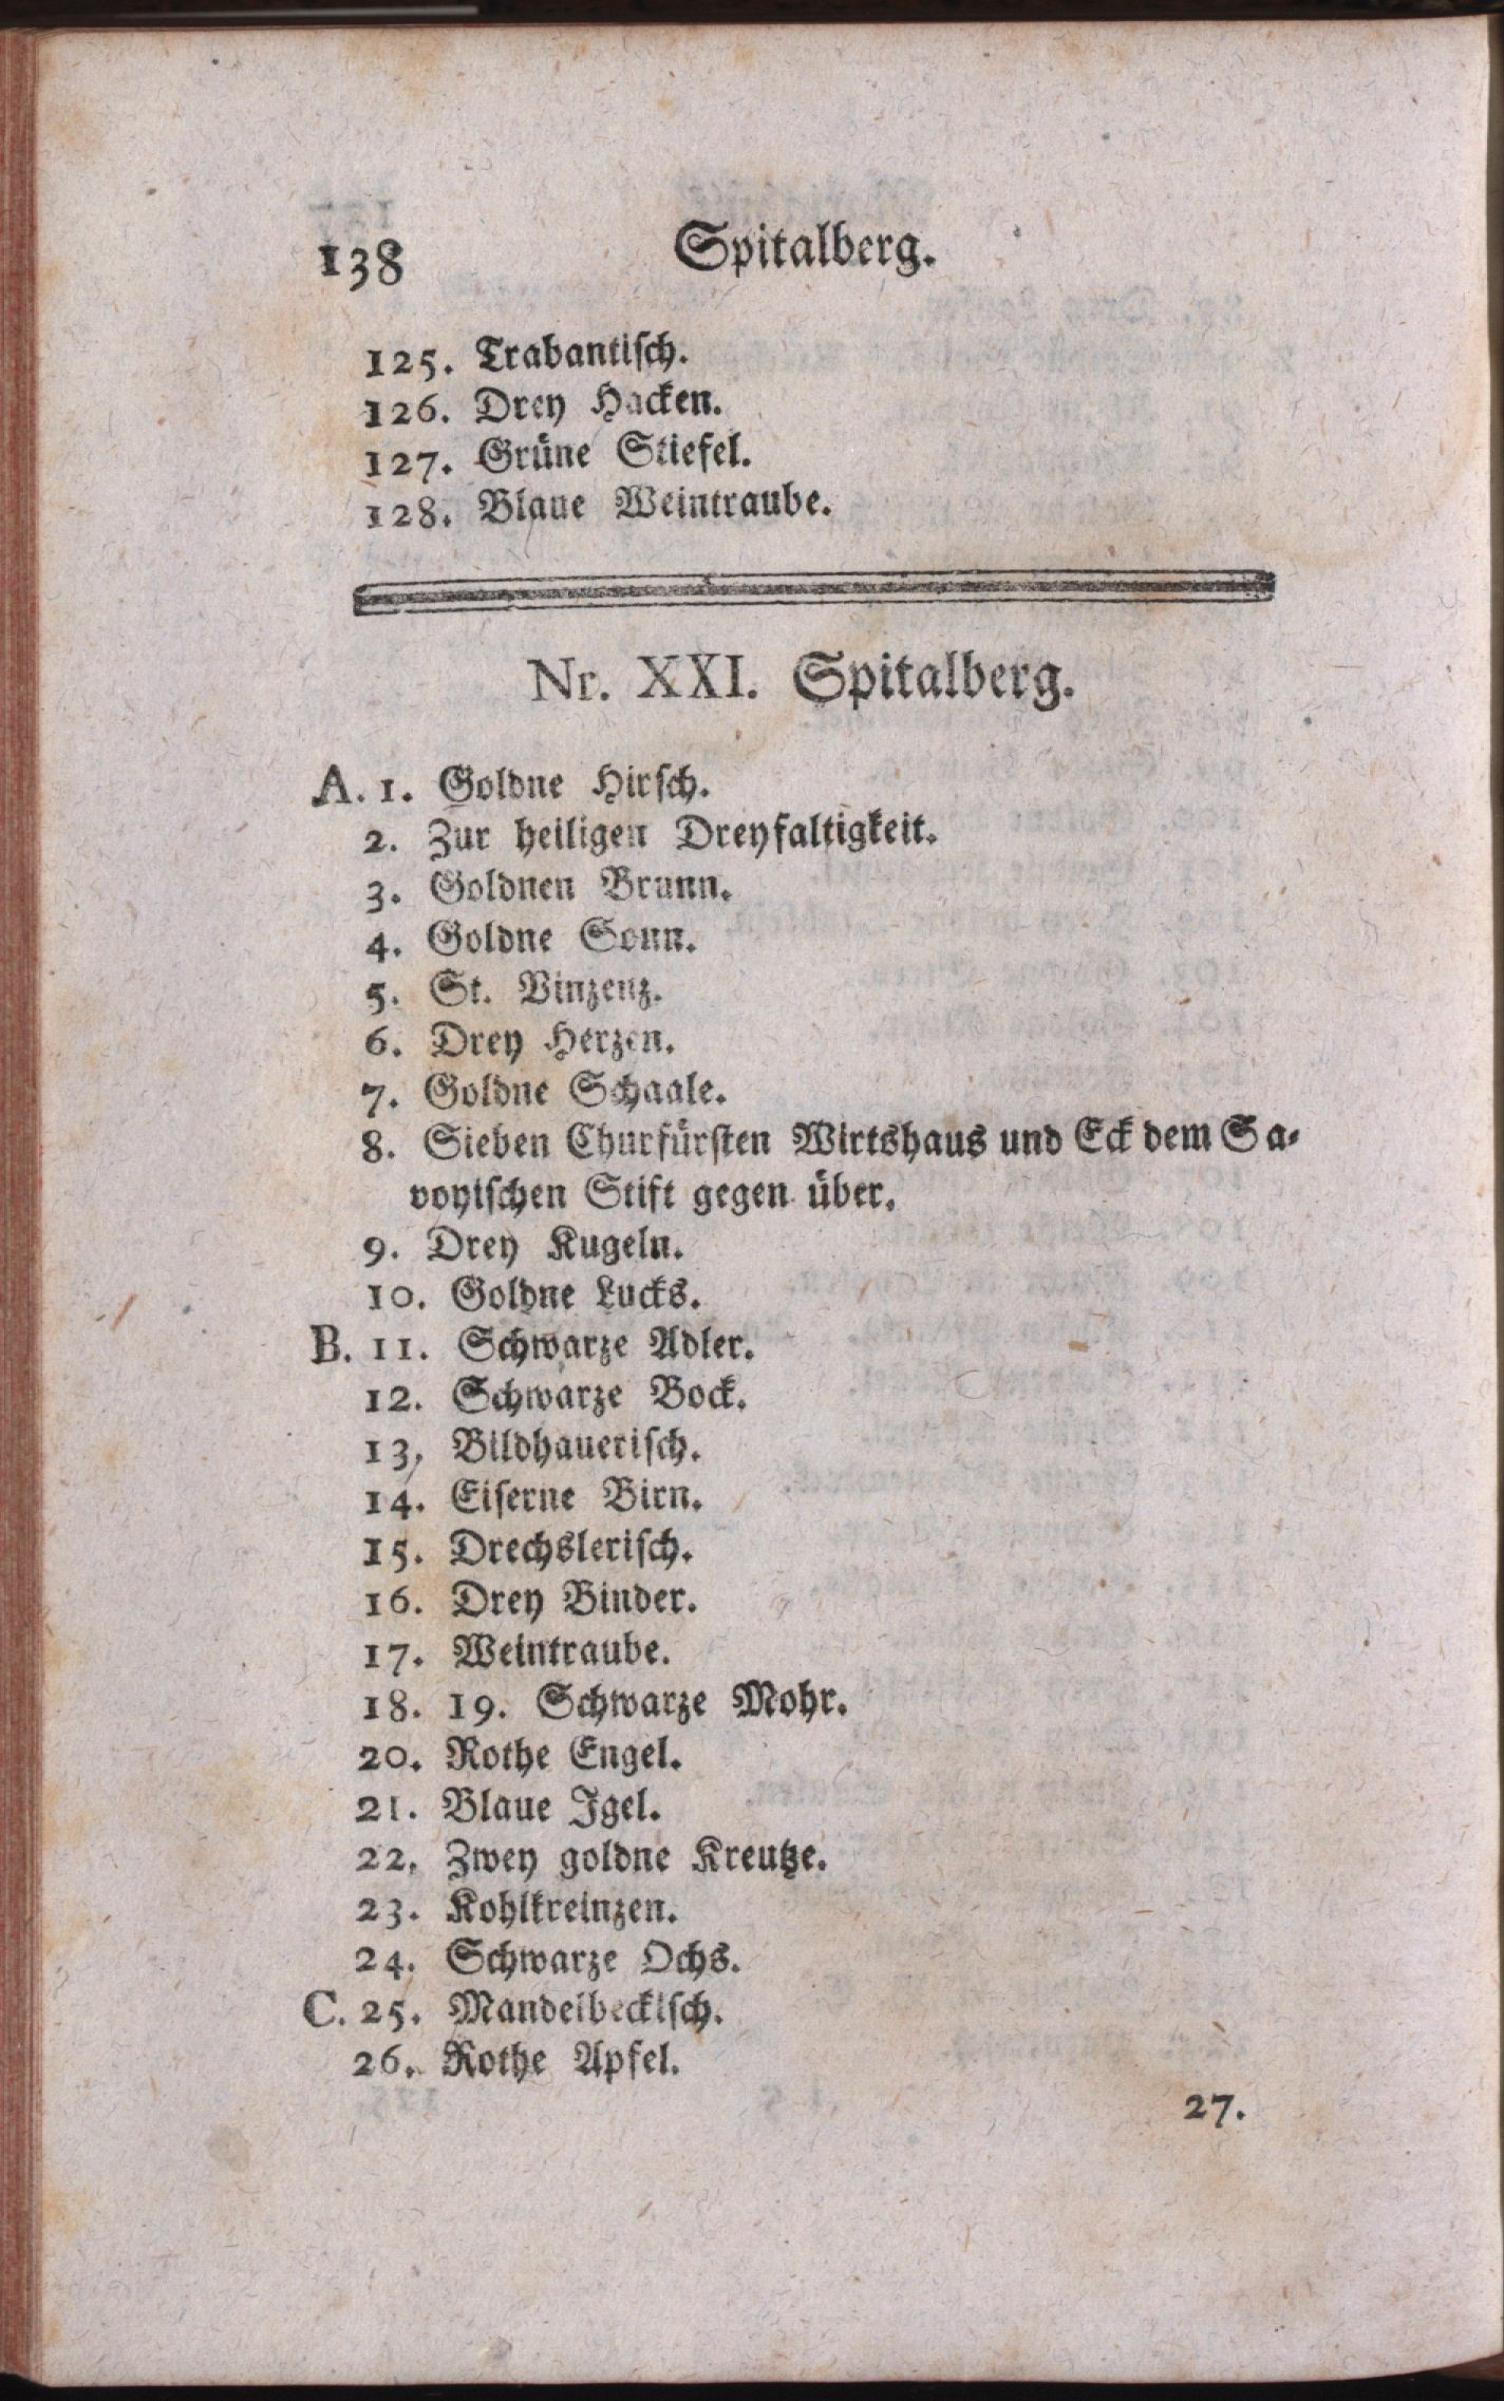 138 Spitalberg.
125. Trabantisch.
126. Drey Hacken.
127. Grüne Stiefel.
128. Blaue Weintraube.
Nr. XXI. Spitalberg.
A. 1. Goldne Hirsch.
2. Zur heiligen Dreyfaltigkeit.
3. Goldnen Brunn.
4. Goldne Sonn.
5. St. Vinzenz.
6. Drey Herzen.
7. Goldne Schaale.
8. Sieben Churfürsten Wirtshaus und Eck dem Sa-
voyischen Stift gegen über.
9. Drey Kugeln.
10. Goldne Lucks.
B. 11. Schwarze Adler.
12. Schwarze Bock.
13, Bildhauerisch.
14. Eiserne Birn.
15. Drechslerisch.
16. Drey Binder.
17. Weintraube.
18. 19. Schwarze Mohr.
20. Rothe Engel.
21. Blaue Igel.
22, Zwey goldne Kreutze.
23. Kohlkreinzen.
24. Schwarze Ochs.
C. 25. Mandelbeckisch.
26. Rothe Apfel.
27.